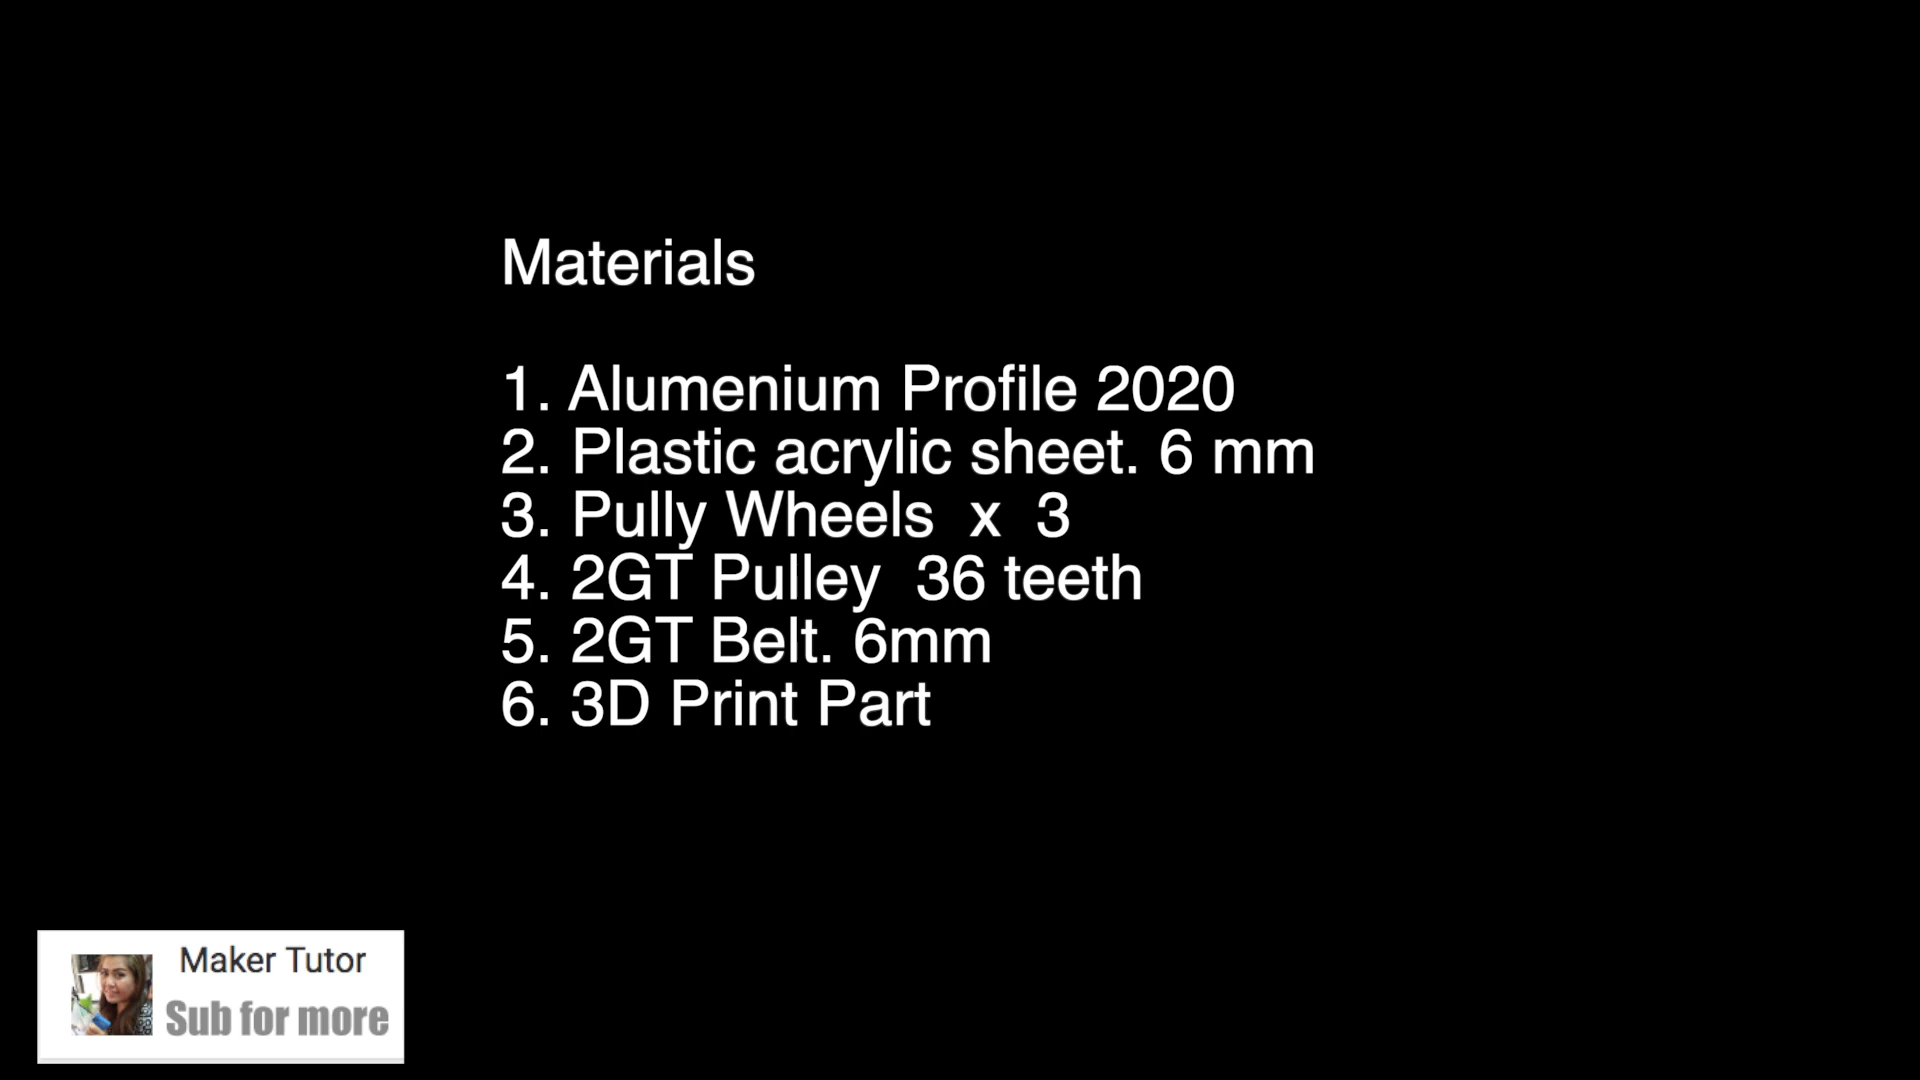 Materials
1. Alumenium Profile 2020
2. Plastic acrylic sheet. 6 mm
3. Pully Wheels  x  3
4. 2GT Pulley  36 teeth
5. 2GT Belt. 6mm
6. 3D Print Part
Maker Tutor
Sub for more